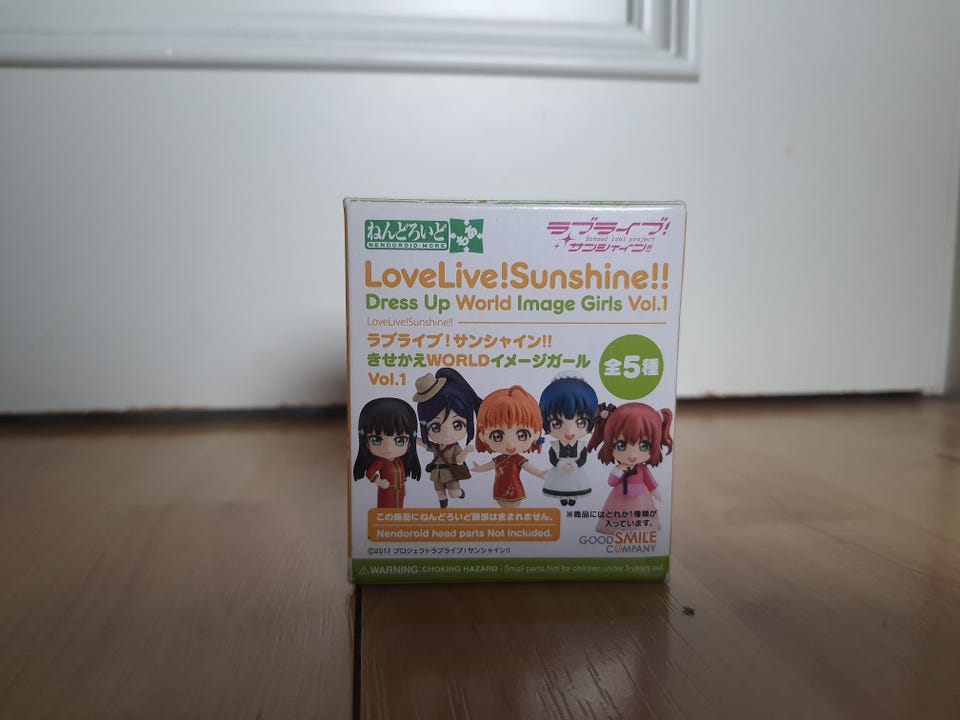 ねんどろいど
NENDOROID MORE
ラブライブ!
School idol project
サンシャイン!!
LoveLive!Sunshine!!
Dress Up World Image Girls Vol.1
LoveLive!Sunshine!!
ラブライブ!サンシャイン!!
きせかえWORLDイメージガール
Vol.1
全5種
この商品にねんどろいど頭部は含まれません。
Nendoroid head parts Not Included.
※商品にはどれか1種類が
入っています。
GOOD SMILE
COMPANY
©2017 プロジェクトラブライブ!サンシャイン!!
WARNING: CHOKING HAZARD - Small parts Not for children under 3 years old.